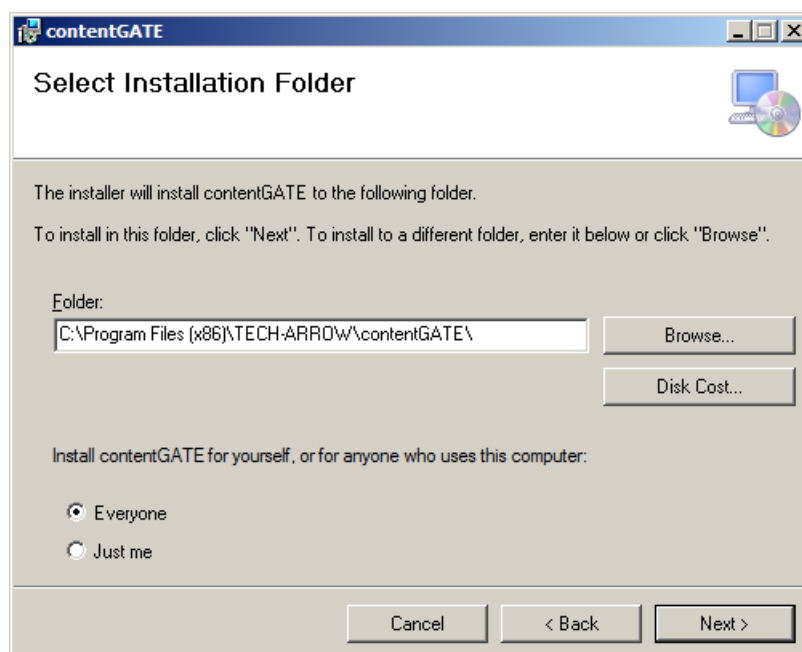 contentGATE
Select Installation Folder
The installer will install contentGATE to the following folder.
To install in this folder, click "Next". To install to a different folder, enter it below or click "Browse".
Folder:
C:\Program Files (x86)\TECH-ARROW\contentGATE\
Browse...
Disk Cost...
Install contentGATE for yourself, or for anyone who uses this computer:
Everyone
Just me
Cancel
< Back
Next >